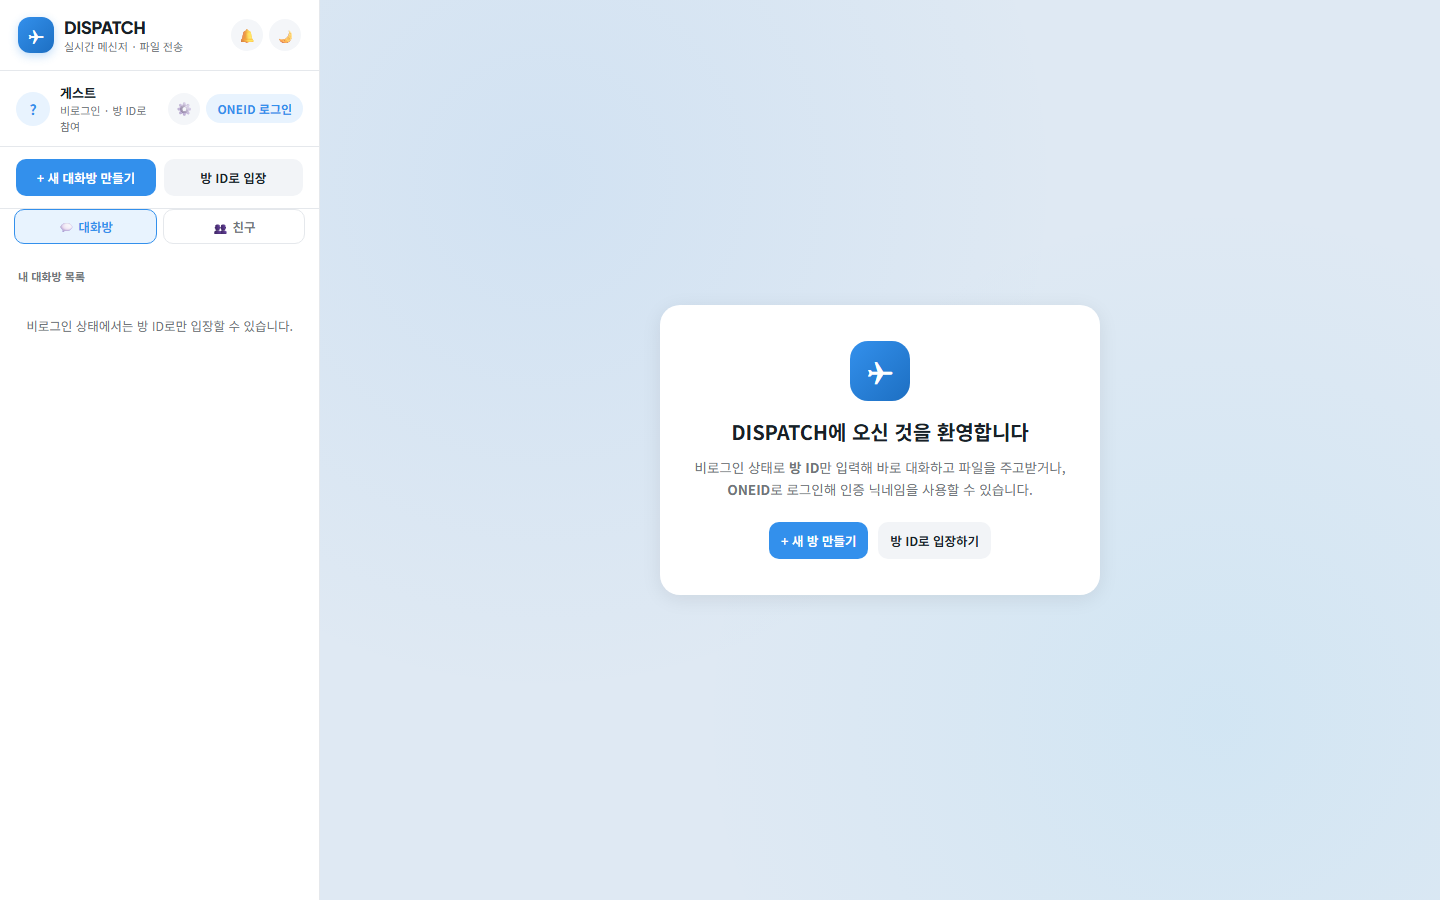 DISPATCH
실시간 메신저 · 파일 전송
?
게스트
비로그인 · 방 ID로
참여
ONEID 로그인
+ 새 대화방 만들기
방 ID로 입장
대화방
친구
내 대화방 목록
비로그인 상태에서는 방 ID로만 입장할 수 있습니다.
DISPATCH에 오신 것을 환영합니다
비로그인 상태로 방 ID만 입력해 바로 대화하고 파일을 주고받거나,
ONEID로 로그인해 인증 닉네임을 사용할 수 있습니다.
+ 새 방 만들기
방 ID로 입장하기